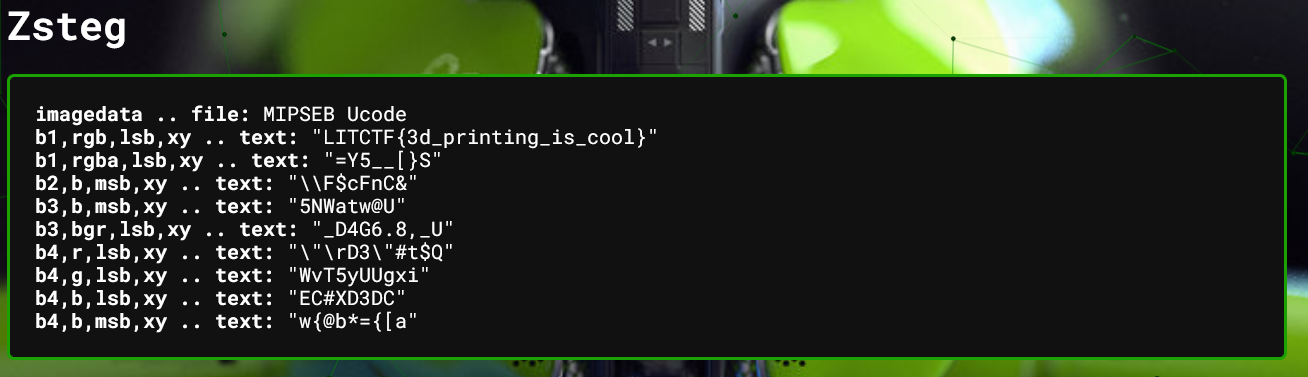 Zsteg
imagedata .. file: MIPSEB Ucode
b1,rgb,lsb,xy .. text: "LITCTF{3d_printing_is_cool}"
b1,rgba,lsb,xy .. text: "=Y5__[}S"
b2,b,msb,xy .. text: "\\F$cFnC&"
b3,b,msb,xy .. text: "5NWatw@U"
b3,bgr,lsb,xy .. text: "_D4G6.8,_U"
b4,r,lsb,xy .. text: "\"\rD3\"#t$Q"
b4,g,lsb,xy .. text: "WvT5yUUgxi"
b4,b,lsb,xy .. text: "EC#XD3DC"
b4,b,msb,xy .. text: "w{@b*={[a"